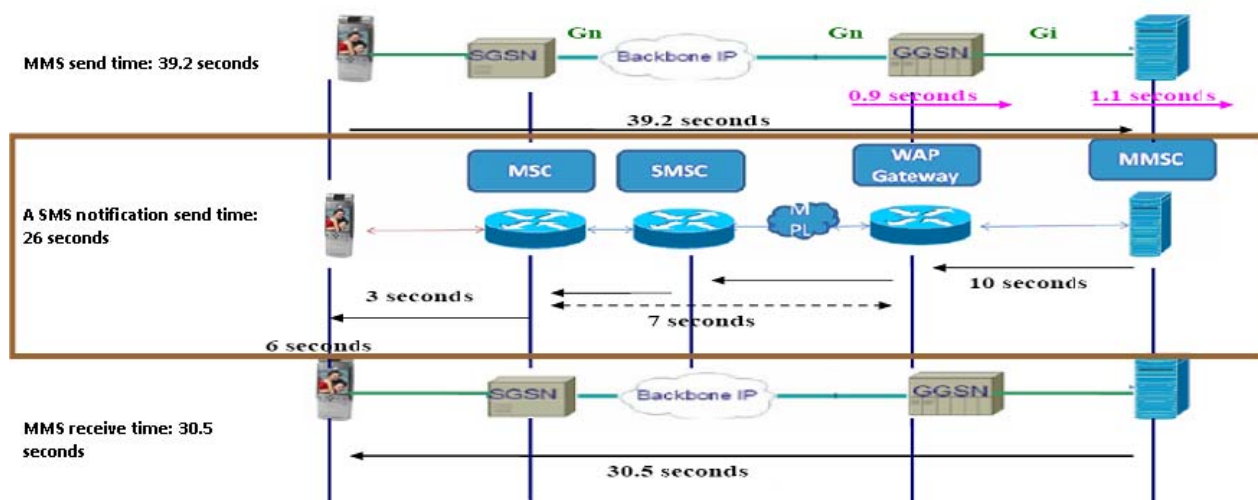 Gn
Gn
Gi
SGSN
Backbone IP
GGSN
MMS send time: 39.2 seconds
0.9 seconds
1.1 seconds
39.2 seconds
MSC
SMSC
WAP
Gateway
MMSC
A SMS notification send time:
26 seconds
M
PL
3 seconds
10 seconds
7 seconds
6 seconds
SGSN
Backbone IP
GGSN
MMS receive time: 30.5
seconds
30.5 seconds